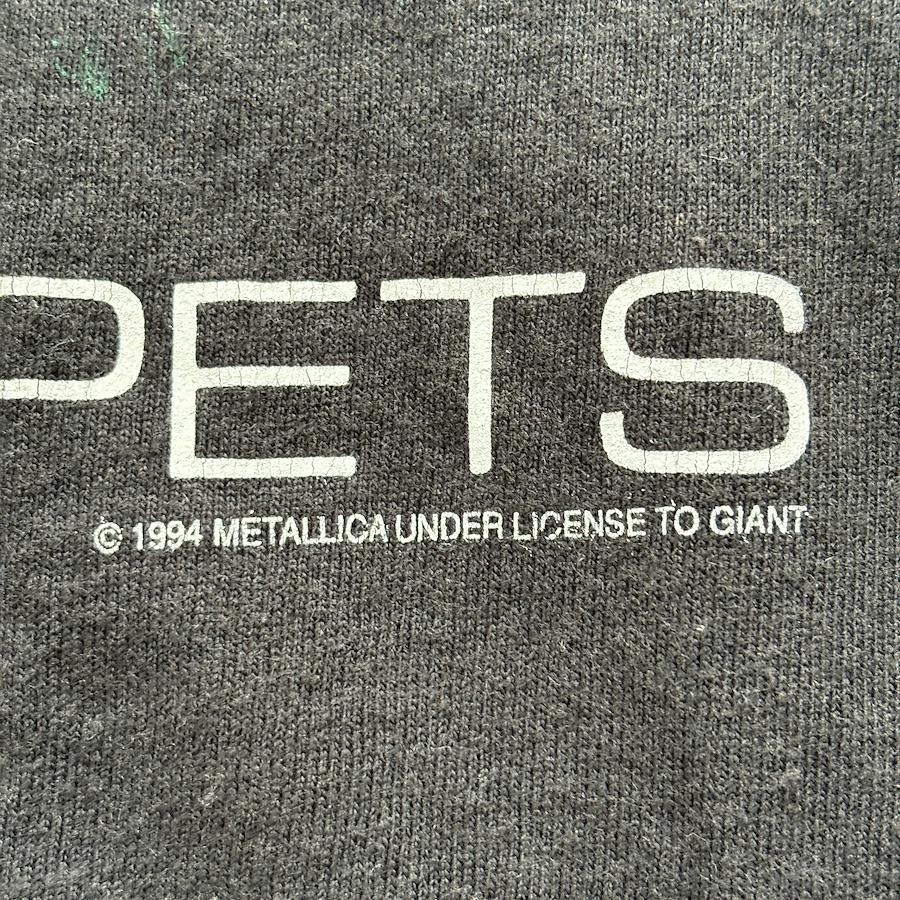 PETS
© 1994 METALLICA UNDER LICENSE TO GIANT